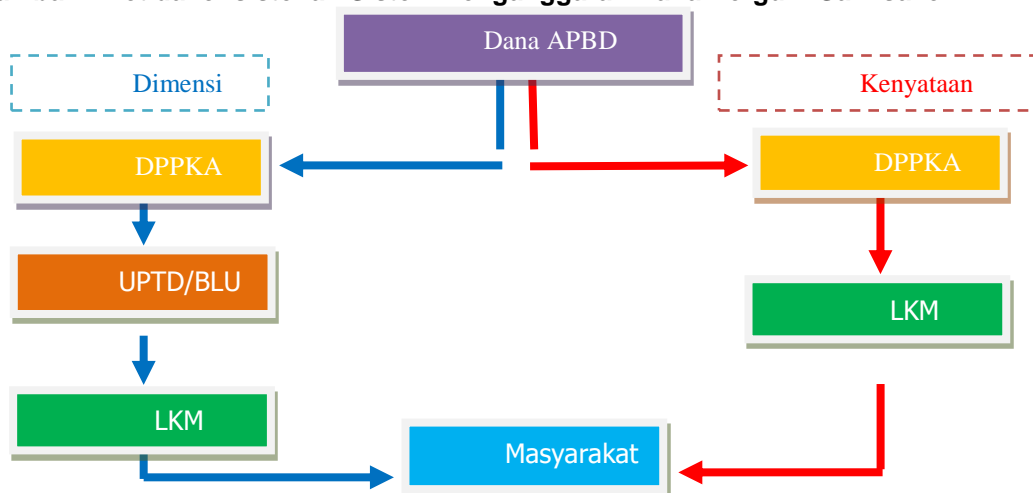 Dana APBD
Dimensi
Kenyataan
DPPKA
DPPKA
UPTD/BLU
LKM
LKM
Masyarakat